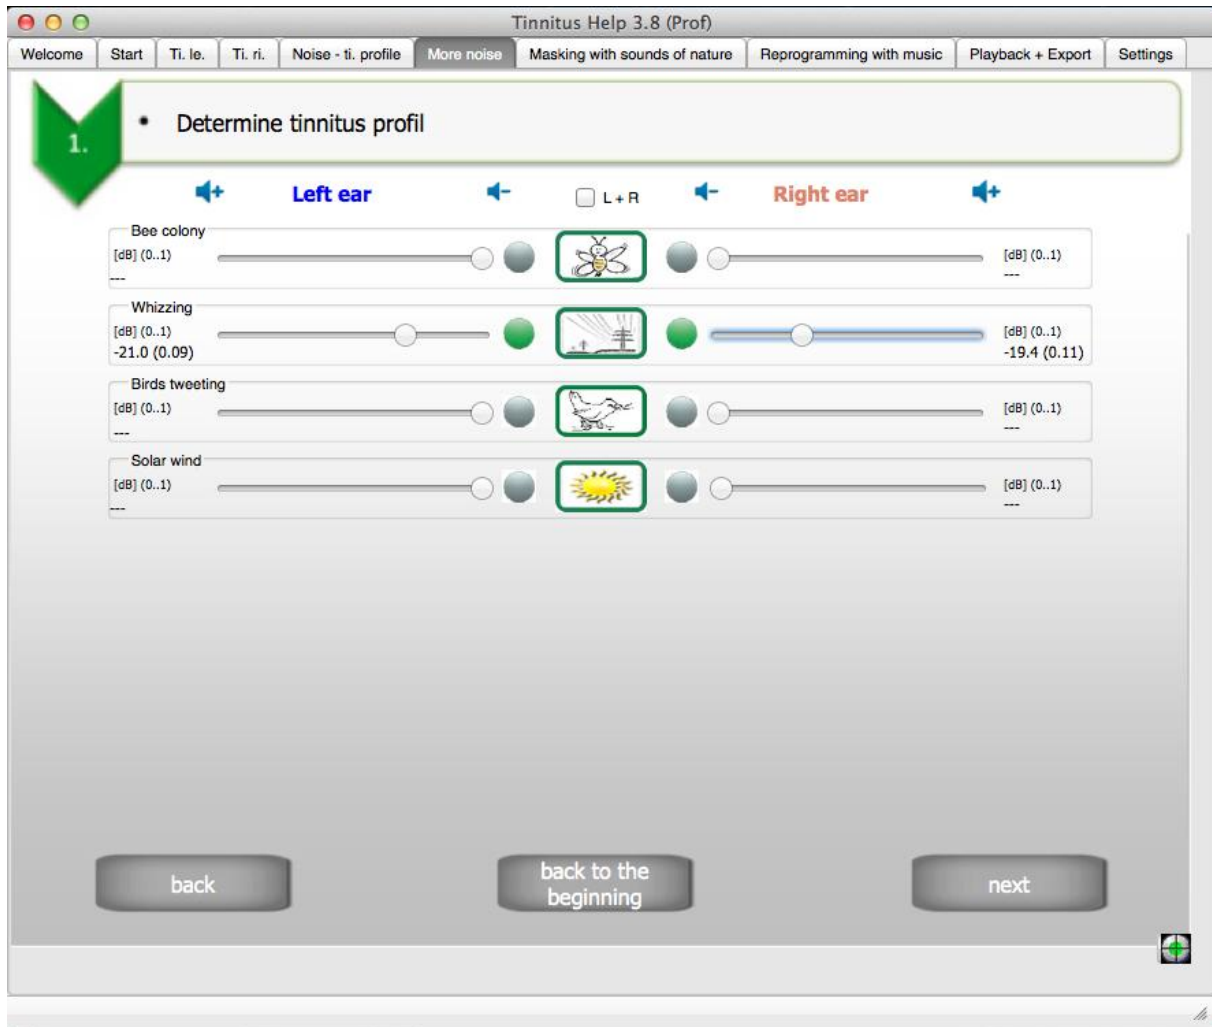 Tinnitus Help 3.8 (Prof)
Welcome Start Ti. le. Ti. ri. Noise - ti. profile More noise Masking with sounds of nature Reprogramming with music Playback + Export Settings
1. • Determine tinnitus profil
Left ear L + R Right ear
Bee colony
[dB] (0..1) [dB] (0..1)
--- ---
Whizzing
[dB] (0..1) [dB] (0..1)
-21.0 (0.09) -19.4 (0.11)
Birds tweeting
[dB] (0..1) [dB] (0..1)
--- ---
Solar wind
[dB] (0..1) [dB] (0..1)
--- ---
back
back to the
beginning
next